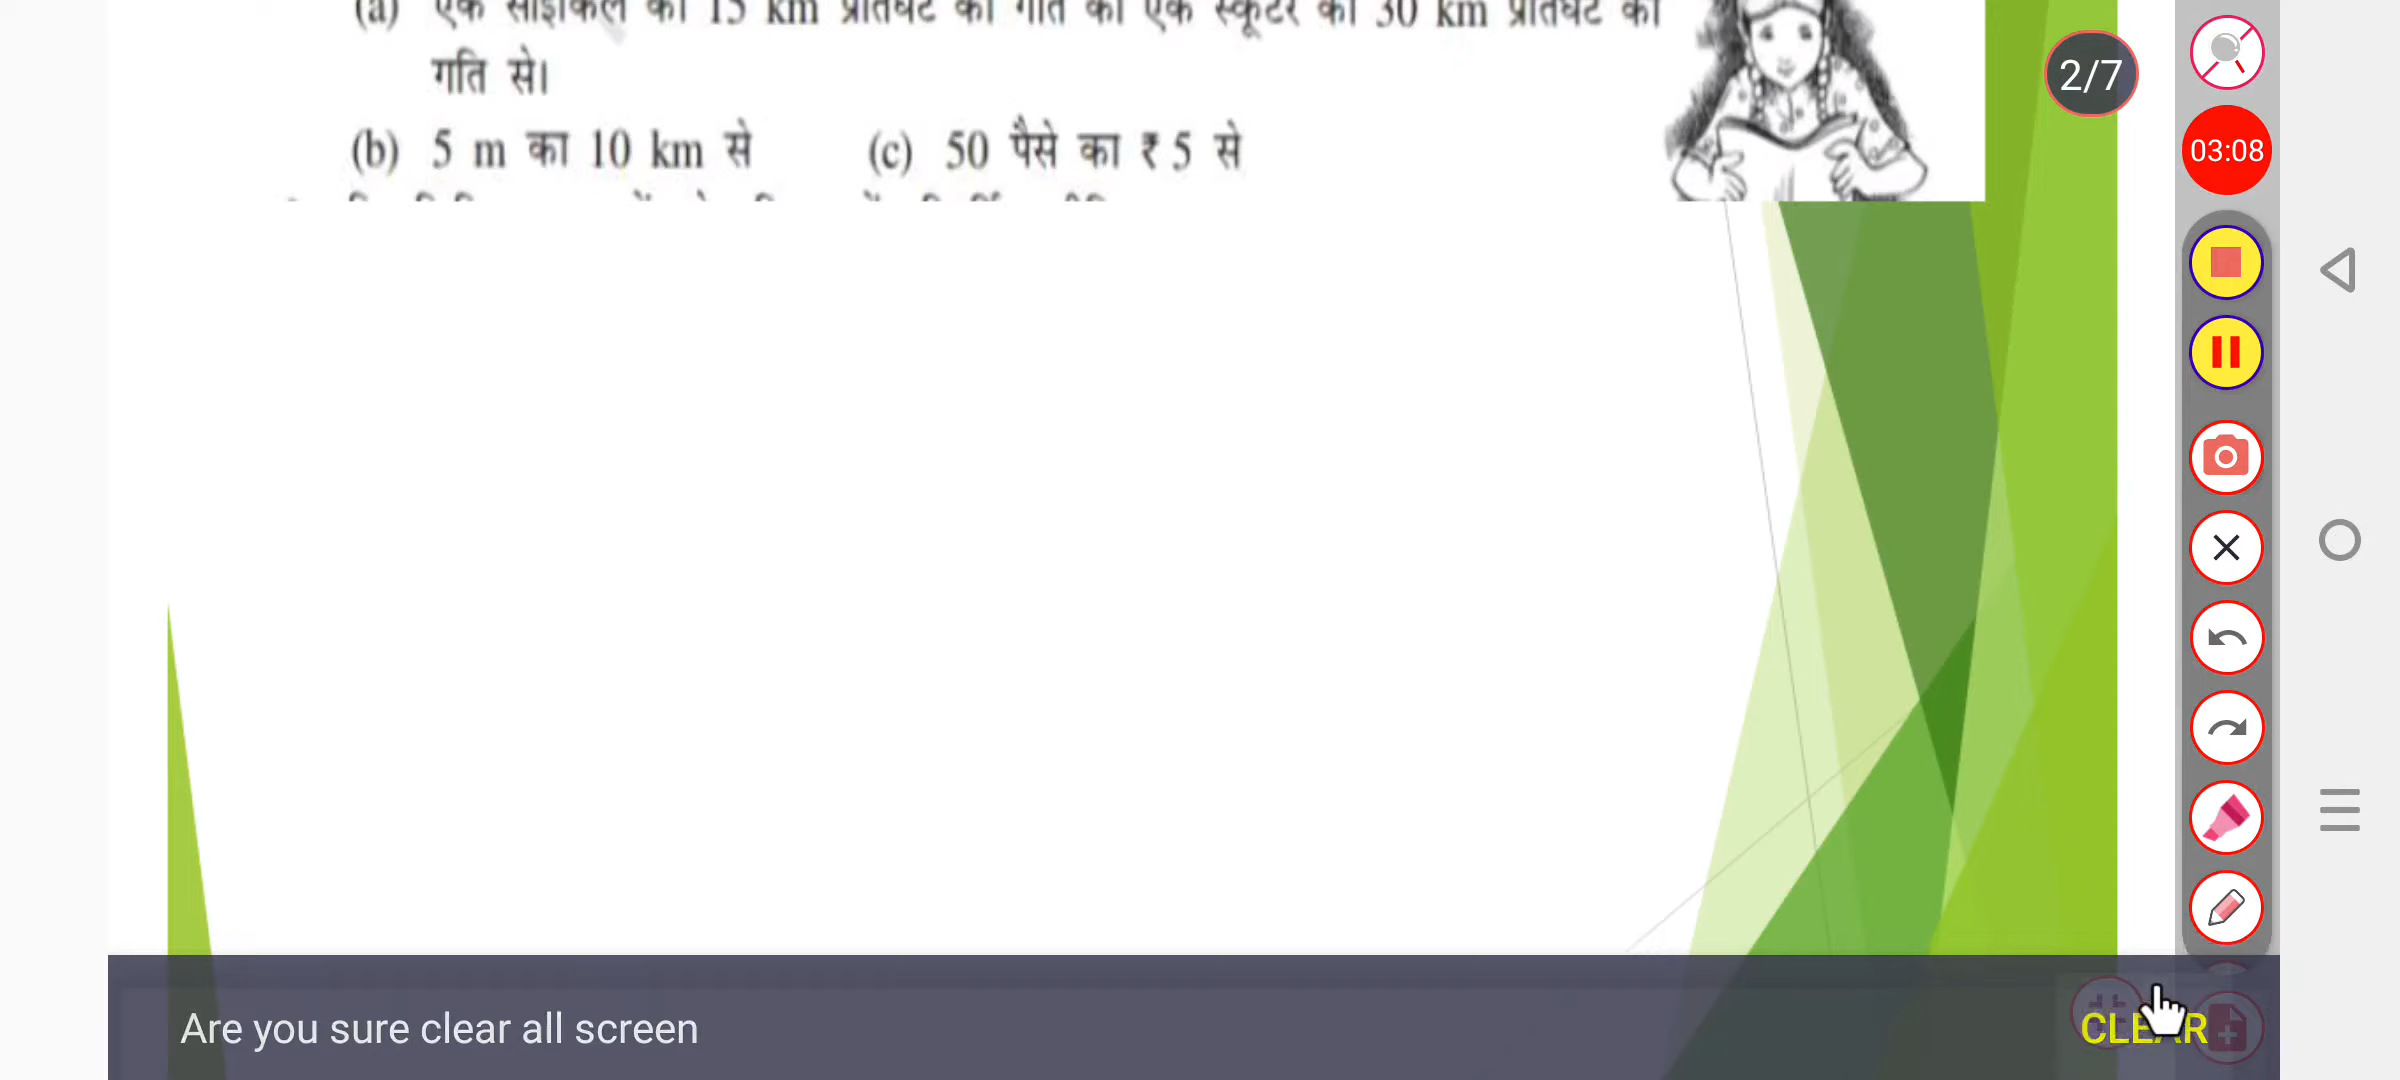 (a) एक साइकिल की 15 km प्रतिघंटे की गति का एक स्कूटर की 30 km प्रतिघंटे की
गति से।
(b) 5 m का 10 km से (c) 50 पैसे का ₹ 5 से
2/7
03:08
Are you sure clear all screen
CLEAR